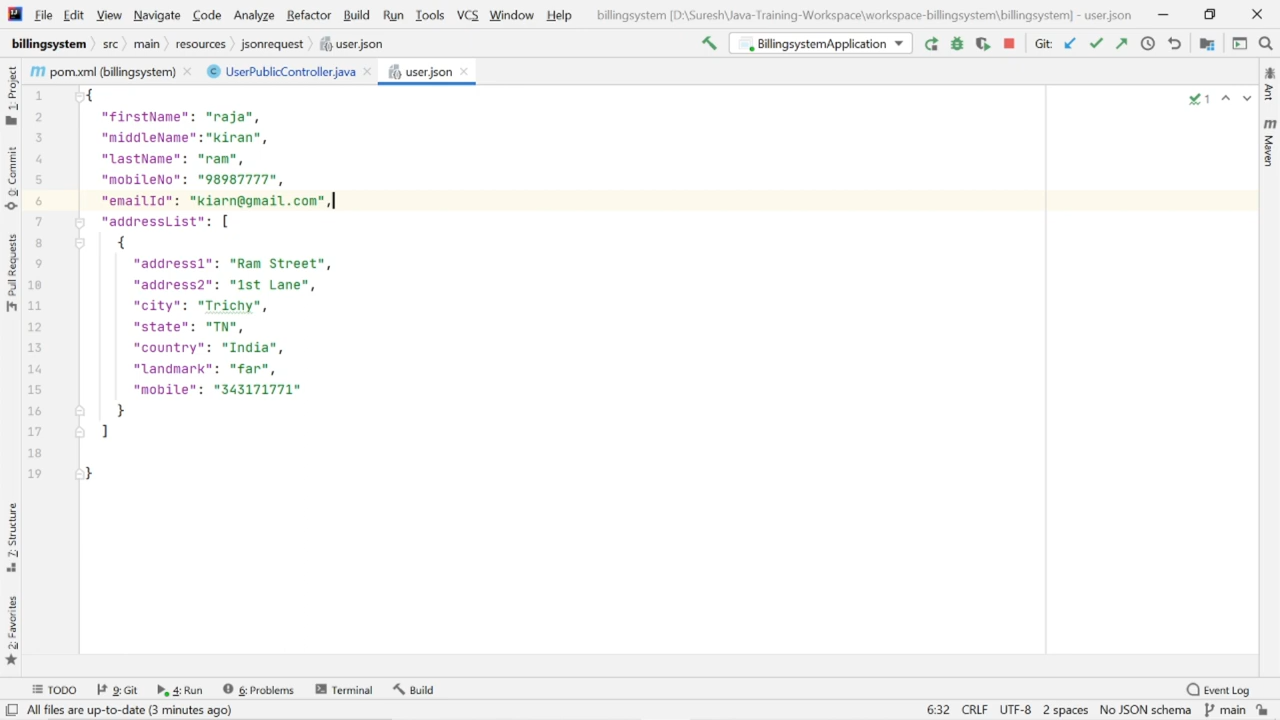 File Edit View Navigate Code Analyze Refactor Build Run Tools VCS Window Help billingsystem [D:\Suresh\Java-Training-Workspace\workspace-billingsystem\billingsystem] - user.json
billingsystem src main resources jsonrequest user.json BillingsystemApplication Git:
pom.xml (billingsystem) UserPublicController.java user.json
1 {
2 "firstName": "raja",
3 "middleName":"kiran",
4 "lastName": "ram",
5 "mobileNo": "98987777",
6 "emailId": "kiarn@gmail.com",
7 "addressList": [
8 {
9 "address1": "Ram Street",
10 "address2": "1st Lane",
11 "city": "Trichy",
12 "state": "TN",
13 "country": "India",
14 "landmark": "far",
15 "mobile": "343171771"
16 }
17 ]
18
19 }
1
1: Project
0: Commit
Pull Requests
7: Structure
2: Favorites
Ant
Maven
TODO 9: Git 4: Run 6: Problems Terminal Build Event Log
All files are up-to-date (3 minutes ago) 6:32 CRLF UTF-8 2 spaces No JSON schema main